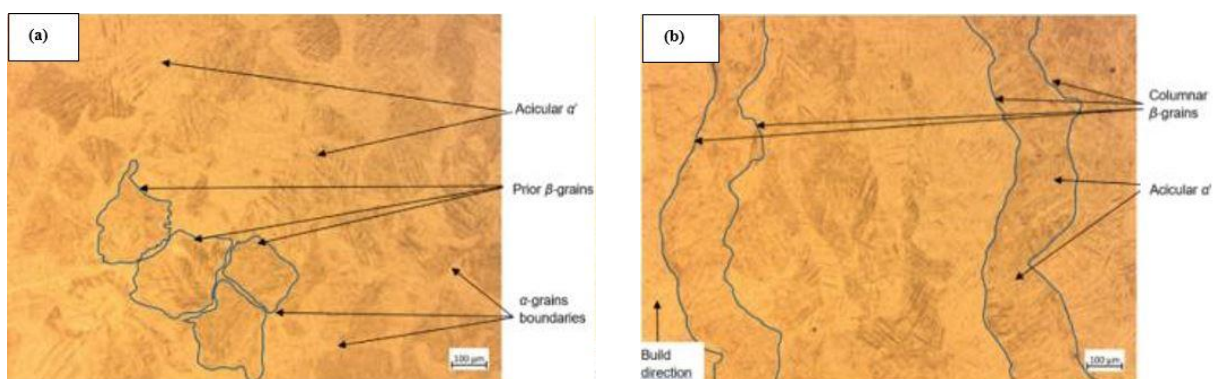 (a)
Acicular α'
Prior β-grains
α-grains
boundaries
100 μm
(b)
Columnar
β-grains
Acicular α'
Build
direction
100 μm